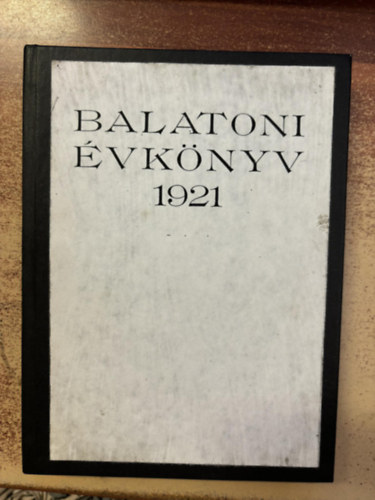 BALATONI
ÉVKÖNYV
1921